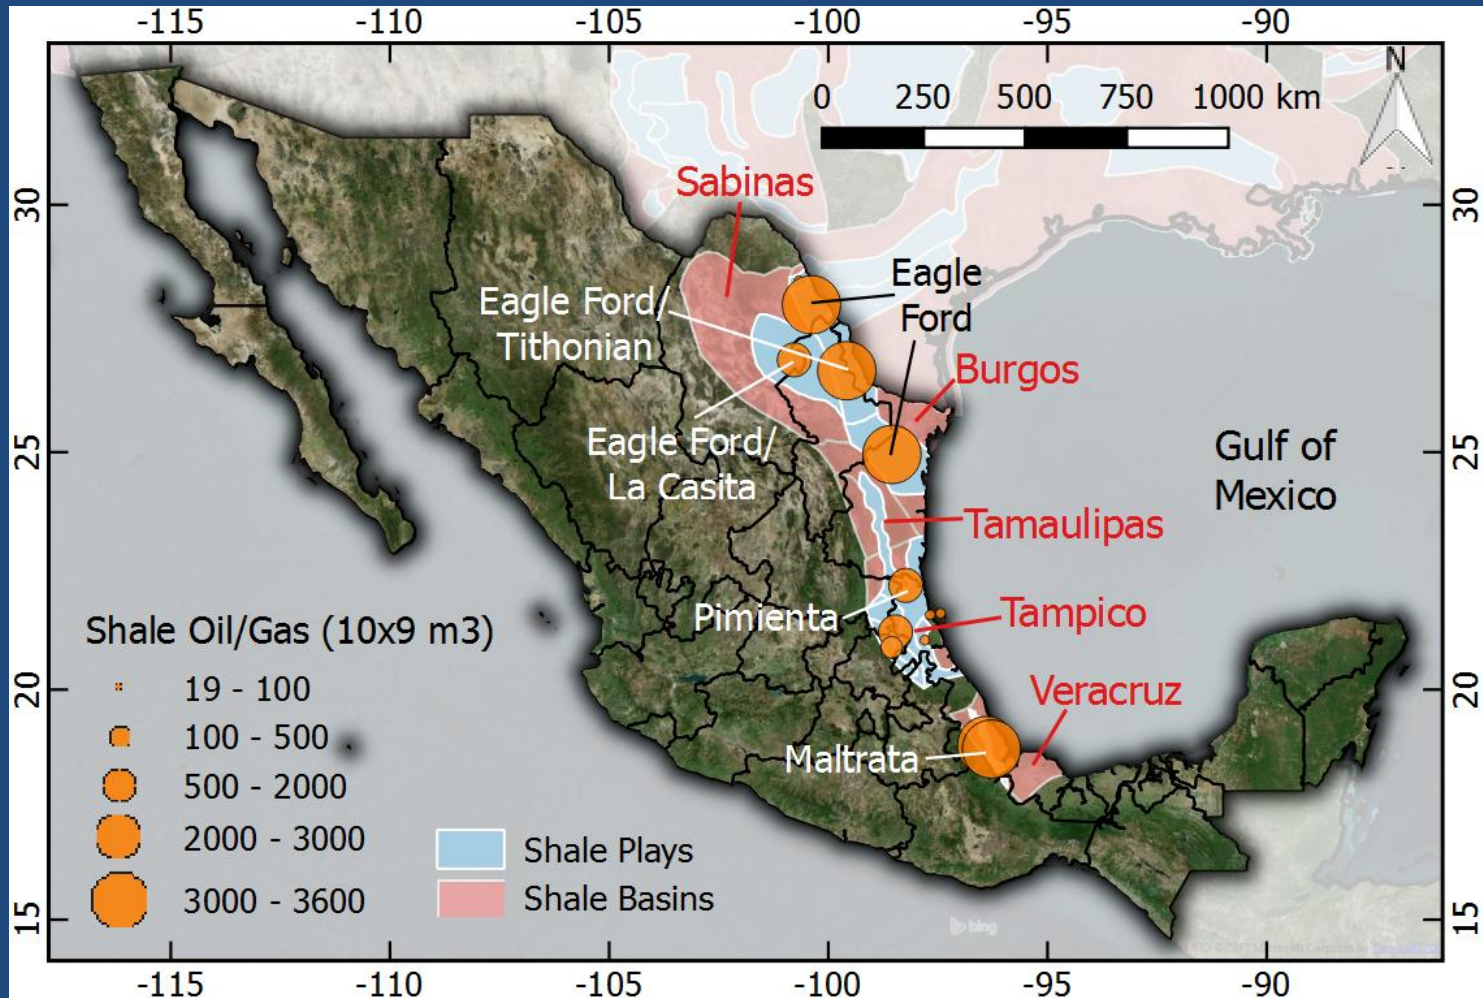 -115
-110
-105
-100
-95
-90
N
0
250
500
750
1000 km
30
30
Sabinas
Eagle
Ford
Eagle Ford/
Tithonian
Burgos
25
25
Eagle Ford/
La Casita
Gulf of
Mexico
Tamaulipas
Pimienta
Tampico
Shale Oil/Gas (10x9 m3)
19 - 100
100 - 500
500 - 2000
2000 - 3000
3000 - 3600
20
20
Veracruz
Maltrata
Shale Plays
Shale Basins
15
15
bing
-115
-110
-105
-100
-95
-90